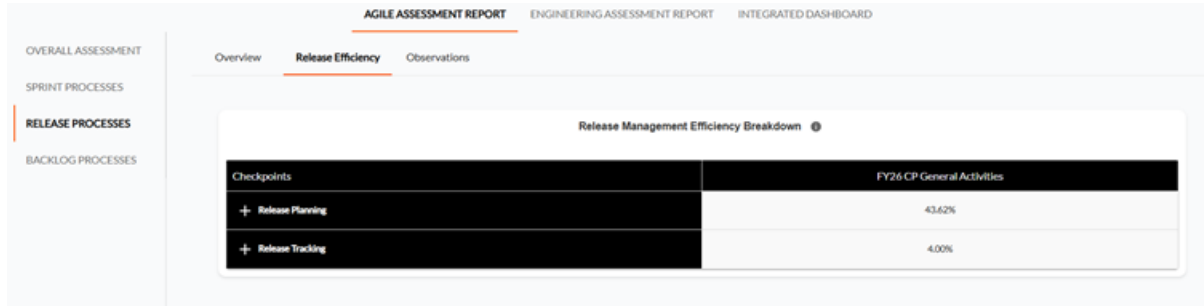 AGILE ASSESSMENT REPORT ENGINEERING ASSESSMENT REPORT INTEGRATED DASHBOARD
OVERALL ASSESSMENT
SPRINT PROCESSES
RELEASE PROCESSES
BACKLOG PROCESSES
Overview Release Efficiency Observations
Release Management Efficiency Breakdown
Checkpoints FY26 CP General Activities
+ Release Planning 43.62%
+ Release Tracking 4.00%